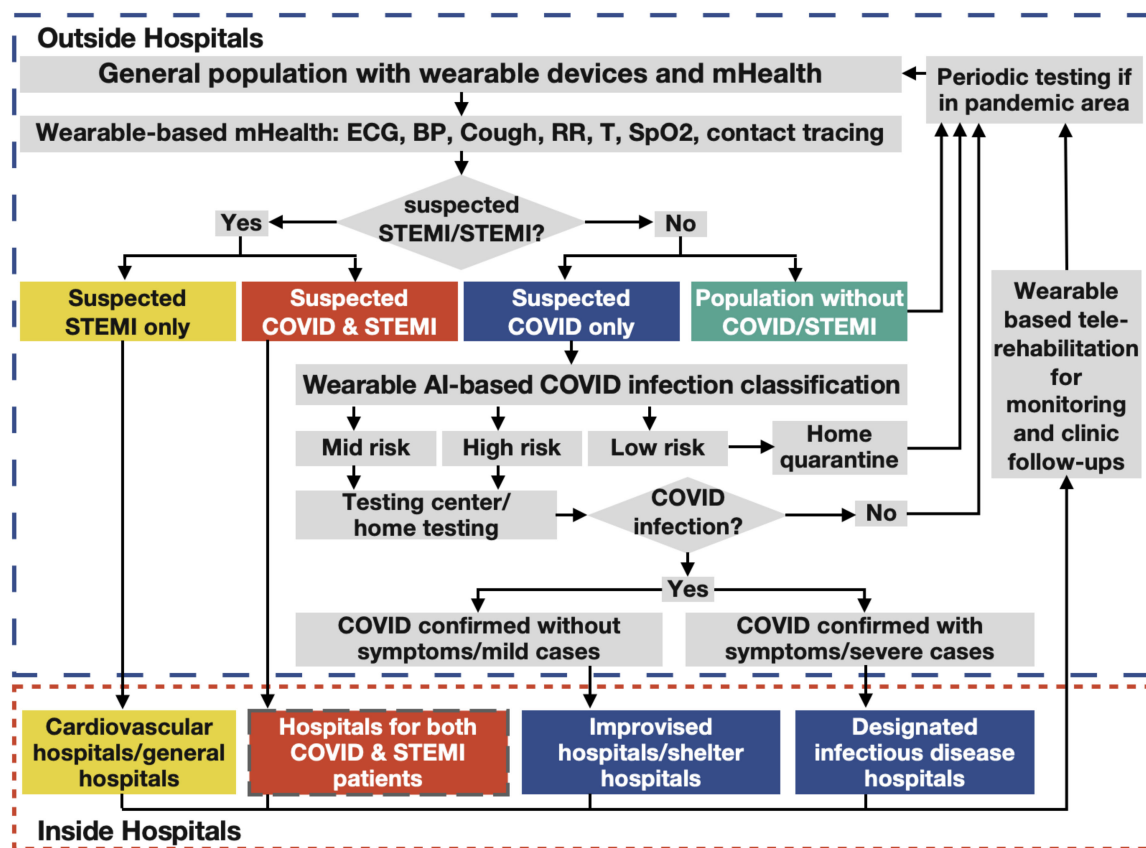 Outside Hospitals
General population with wearable devices and mHealth
Periodic testing if
in pandemic area
Wearable-based mHealth: ECG, BP, Cough, RR, T, SpO2, contact tracing
suspected
STEMI/STEMI?
Yes
No
Suspected
STEMI only
Suspected
COVID & STEMI
Suspected
COVID only
Population without
COVID/STEMI
Wearable
based tele-
rehabilitation
for
monitoring
and clinic
follow-ups
Wearable AI-based COVID infection classification
Mid risk
High risk
Low risk
Home
quarantine
Testing center/
home testing
COVID
infection?
No
Yes
COVID confirmed without
symptoms/mild cases
COVID confirmed with
symptoms/severe cases
Cardiovascular
hospitals/general
hospitals
Hospitals for both
COVID & STEMI
patients
Improvised
hospitals/shelter
hospitals
Designated
infectious disease
hospitals
Inside Hospitals